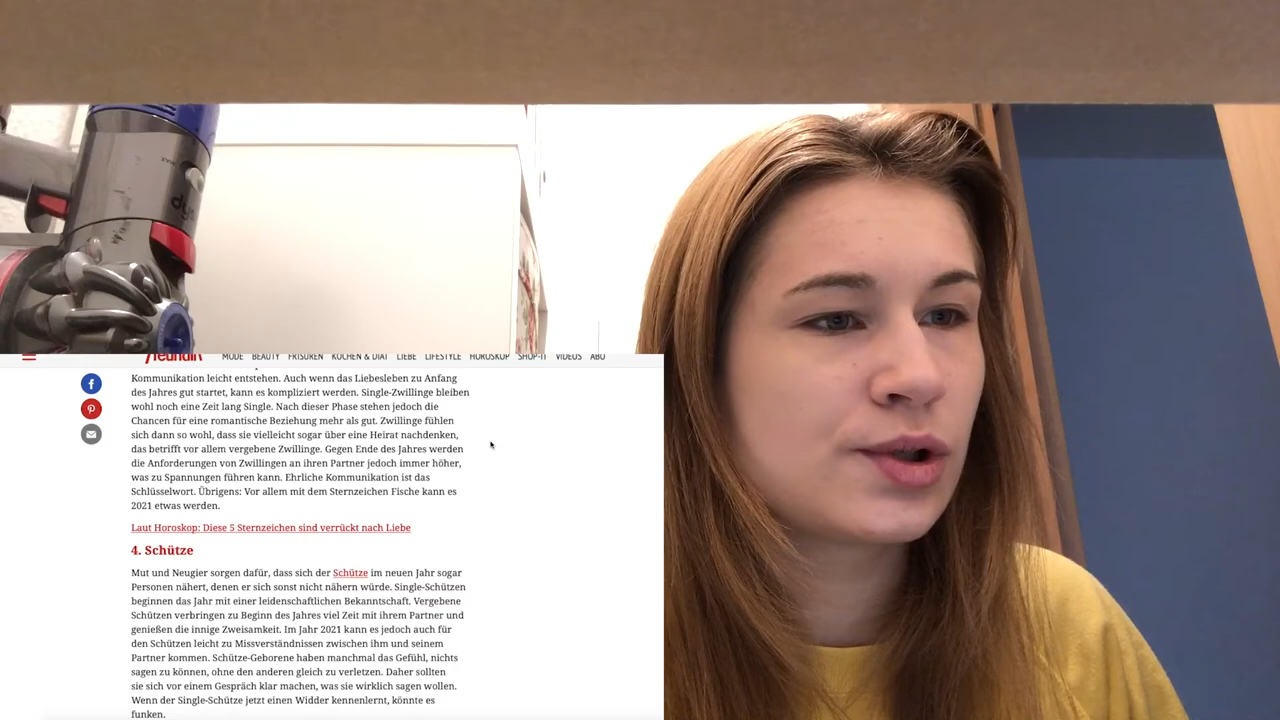 dys
freundin
MODE BEAUTY FRISUREN KOCHEN & DIÄT LIEBE LIFESTYLE HOROSKOP SHOP-IT VIDEOS ABO
Kommunikation leicht entstehen. Auch wenn das Liebesleben zu Anfang
des Jahres gut startet, kann es kompliziert werden. Single-Zwillinge bleiben
wohl noch eine Zeit lang Single. Nach dieser Phase stehen jedoch die
Chancen für eine romantische Beziehung mehr als gut. Zwillinge fühlen
sich dann so wohl, dass sie vielleicht sogar über eine Heirat nachdenken,
das betrifft vor allem vergebene Zwillinge. Gegen Ende des Jahres werden
die Anforderungen von Zwillingen an ihren Partner jedoch immer höher,
was zu Spannungen führen kann. Ehrliche Kommunikation ist das
Schlüsselwort. Übrigens: Vor allem mit dem Sternzeichen Fische kann es
2021 etwas werden.
Laut Horoskop: Diese 5 Sternzeichen sind verrückt nach Liebe
4. Schütze
Mut und Neugier sorgen dafür, dass sich der Schütze im neuen Jahr sogar
Personen nähert, denen er sich sonst nicht nähern würde. Single-Schützen
beginnen das Jahr mit einer leidenschaftlichen Bekanntschaft. Vergebene
Schützen verbringen zu Beginn des Jahres viel Zeit mit ihrem Partner und
genießen die innige Zweisamkeit. Im Jahr 2021 kann es jedoch auch für
den Schützen leicht zu Missverständnissen zwischen ihm und seinem
Partner kommen. Schütze-Geborene haben manchmal das Gefühl, nichts
sagen zu können, ohne den anderen gleich zu verletzen. Daher sollten
sie sich vor einem Gespräch klar machen, was sie wirklich sagen wollen.
Wenn der Single-Schütze jetzt einen Widder kennenlernt, könnte es
funken.